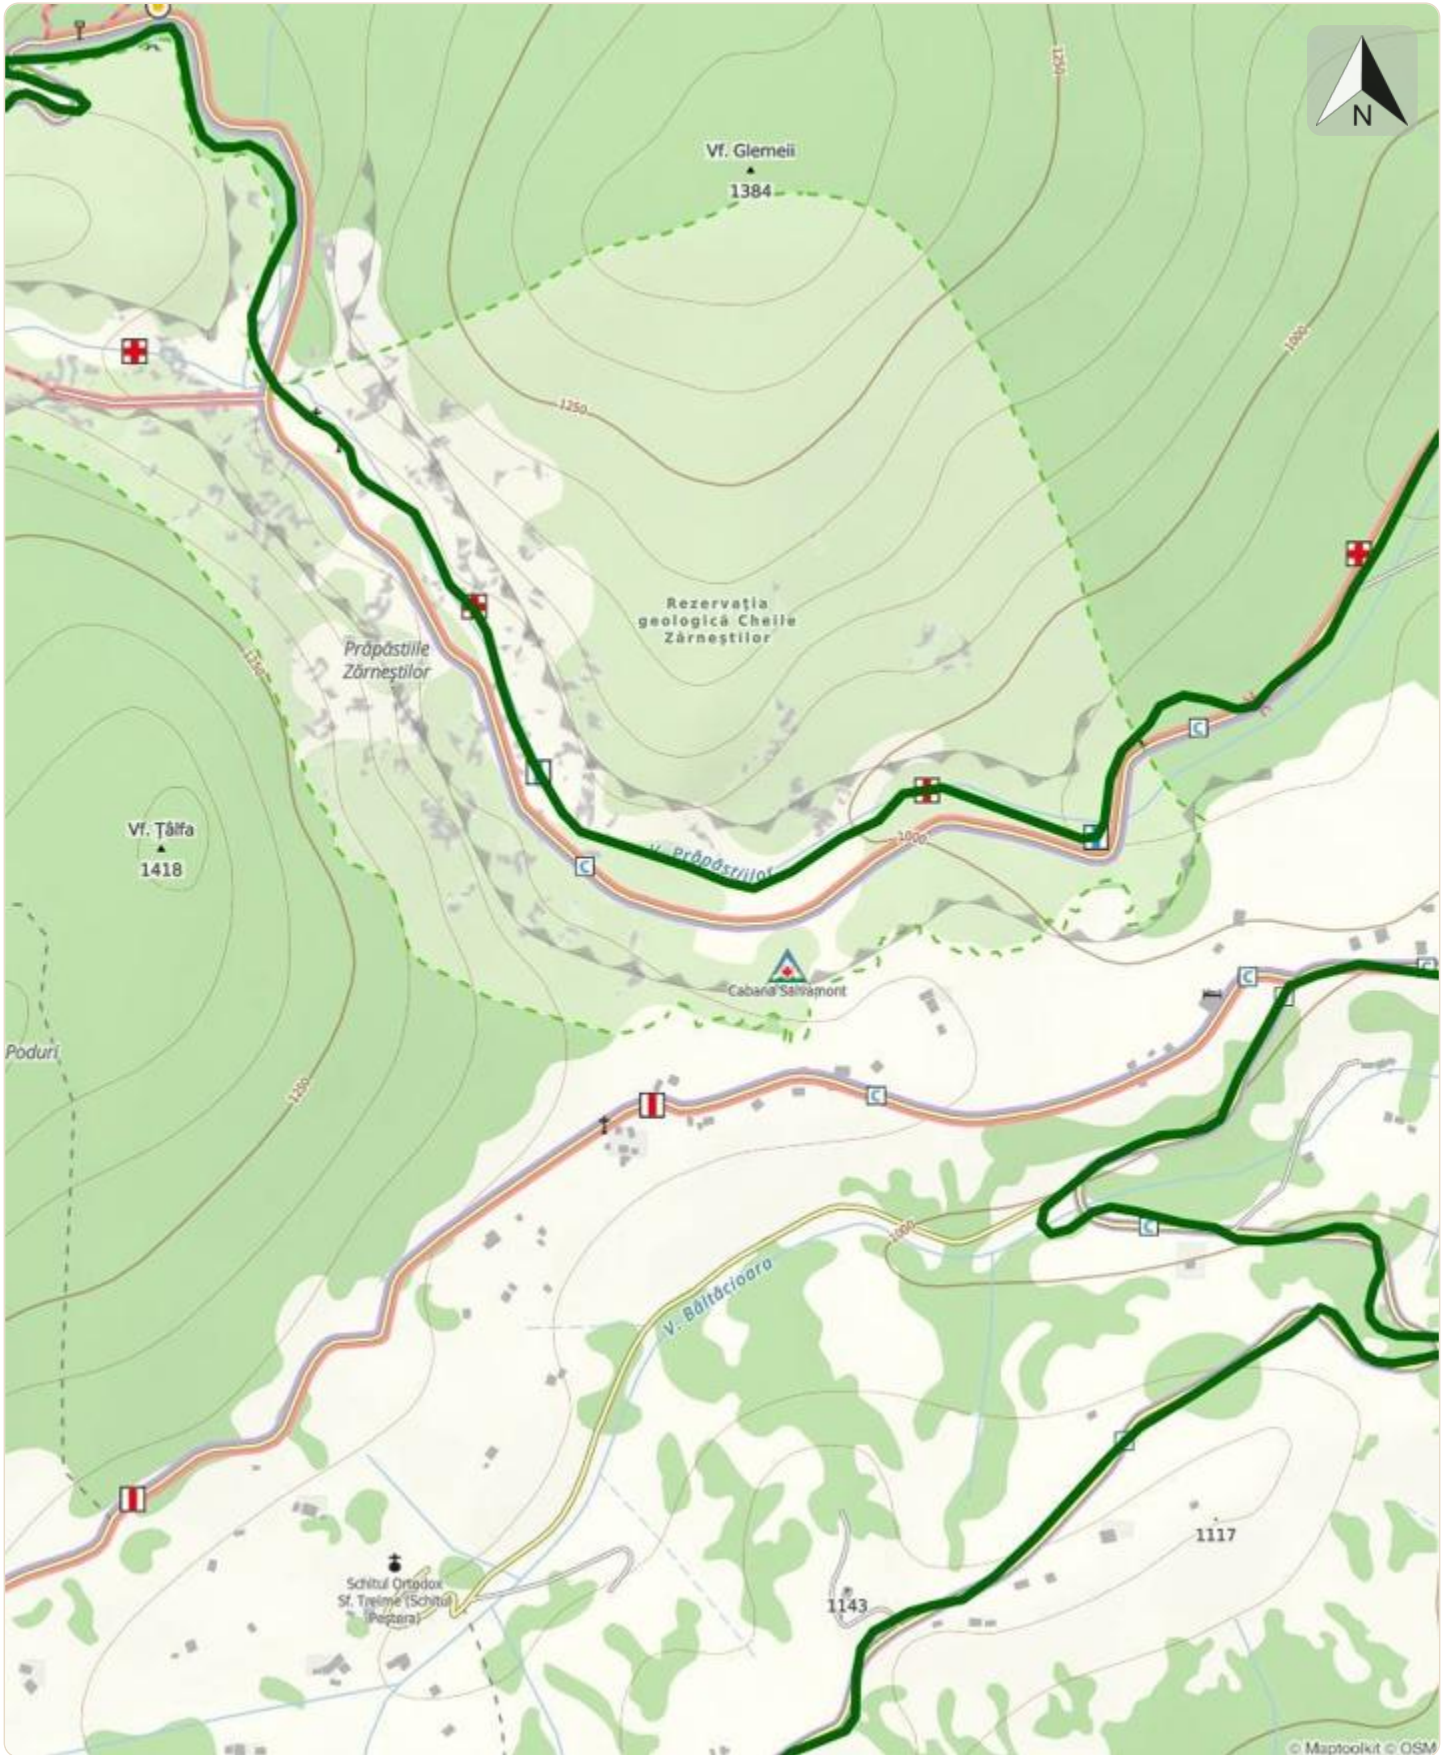 N
1250
Vf. Glemeii
1384
1000
1250
Rezervația
geologică Cheile
Zărneștilor
Prăpăstiile
Zărneștilor
1250
C
Vf. Țâlfa
1418
V. Prăpăstiilor
1000
C
Cabana Salvamont
C
C
Poduri
1250
C
C
1000
V. Băltăcioara
1117
Schitul Ortodox
Sf. Treime (Schitul
Peștera)
1143
© Maptoolkit © OSM